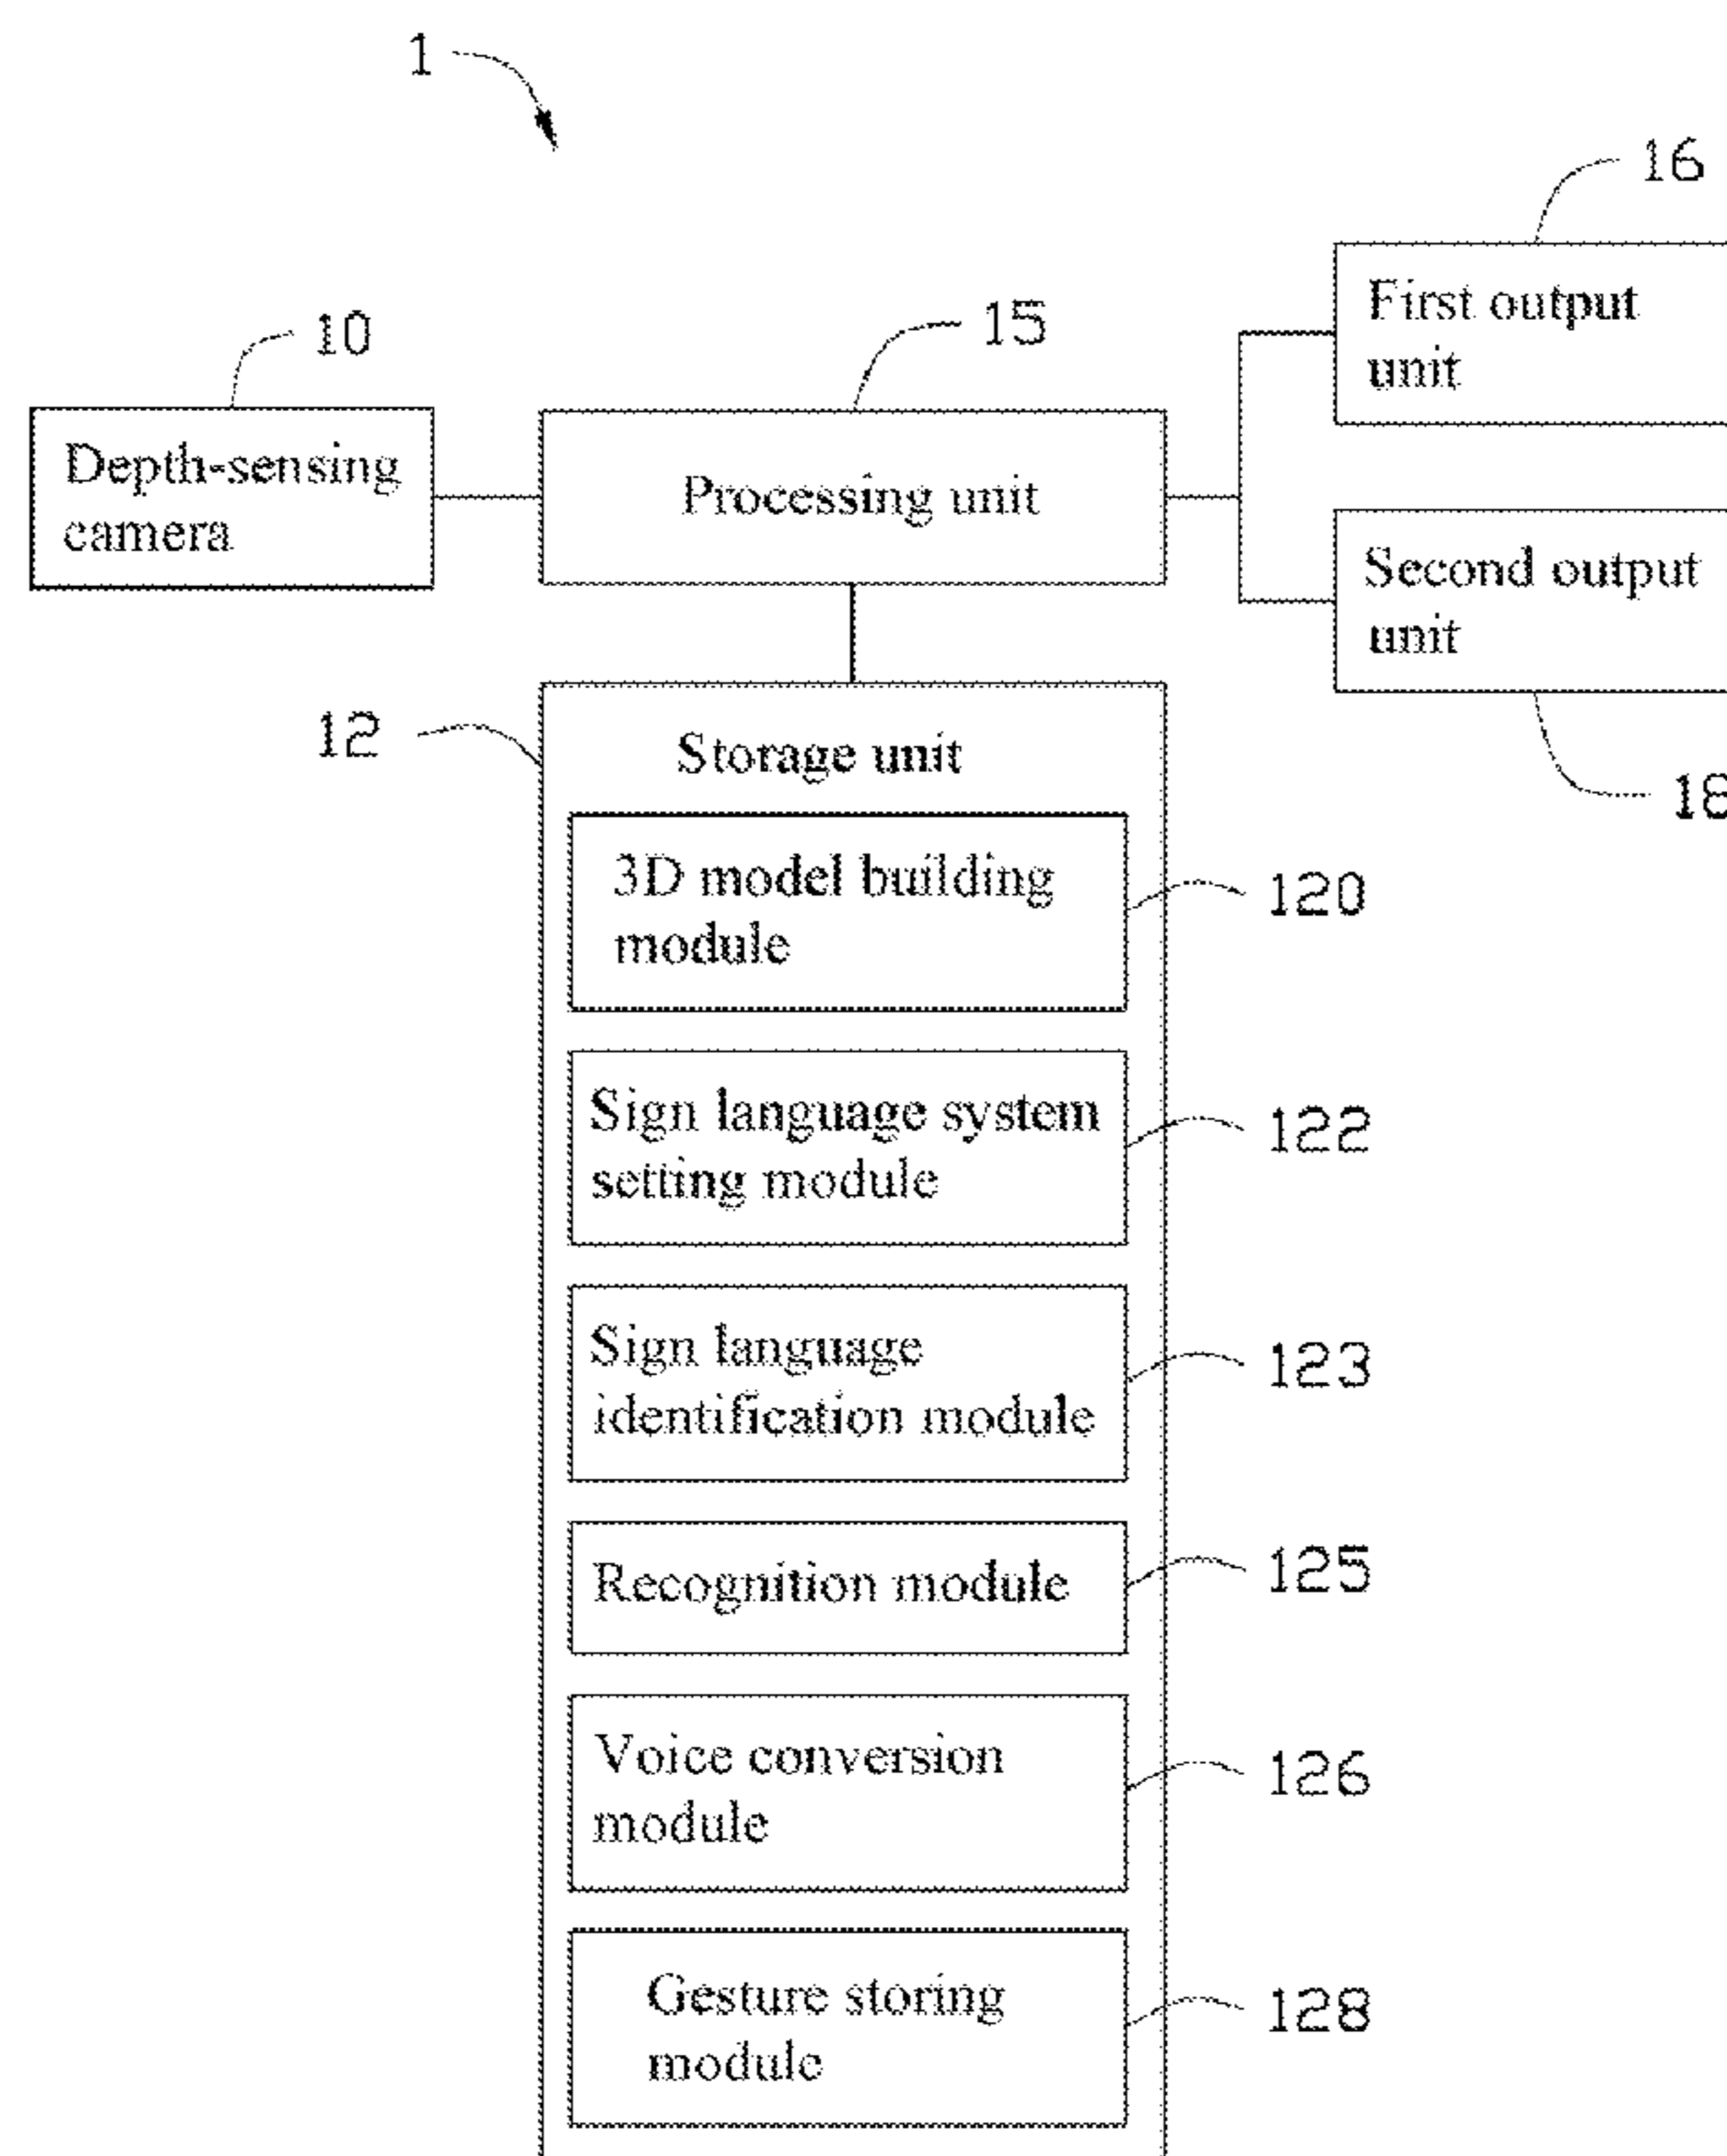 1
16
First output
unit
15
10
Depth-sensing
camera
Processing unit
Second output
unit
18
12
Storage unit
3D model building
module
120
Sign language system
setting module
122
Sign language
identification module
123
Recognition module
125
Voice conversion
module
126
Gesture storing
module
128